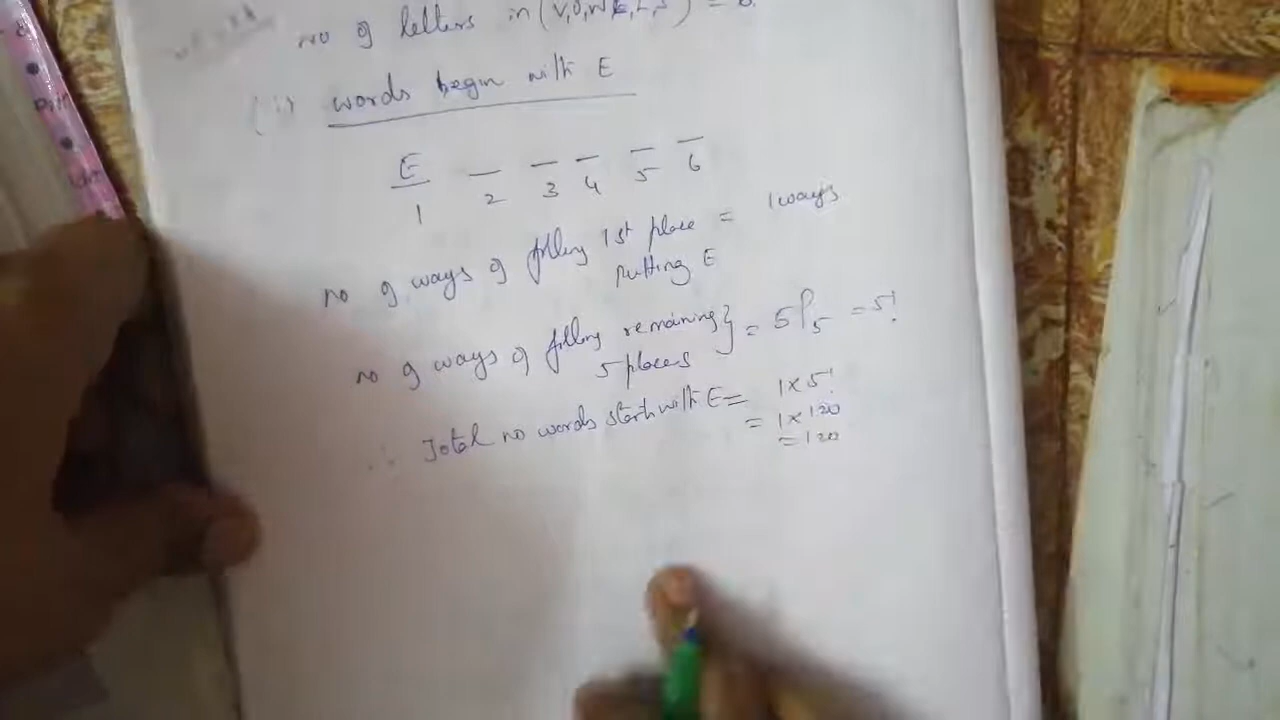 no of letters in (V,O,W,E,L,S) = 6
(i) words begin with E
E _ _ _ _ _
1 2 3 4 5 6
no of ways of filling 1st place = 1 ways
putting E
no of ways of filling remaining } = 5P5 = 5!
5 places
∴ Total no words start with E = 1 x 5!
= 1 x 120
= 120